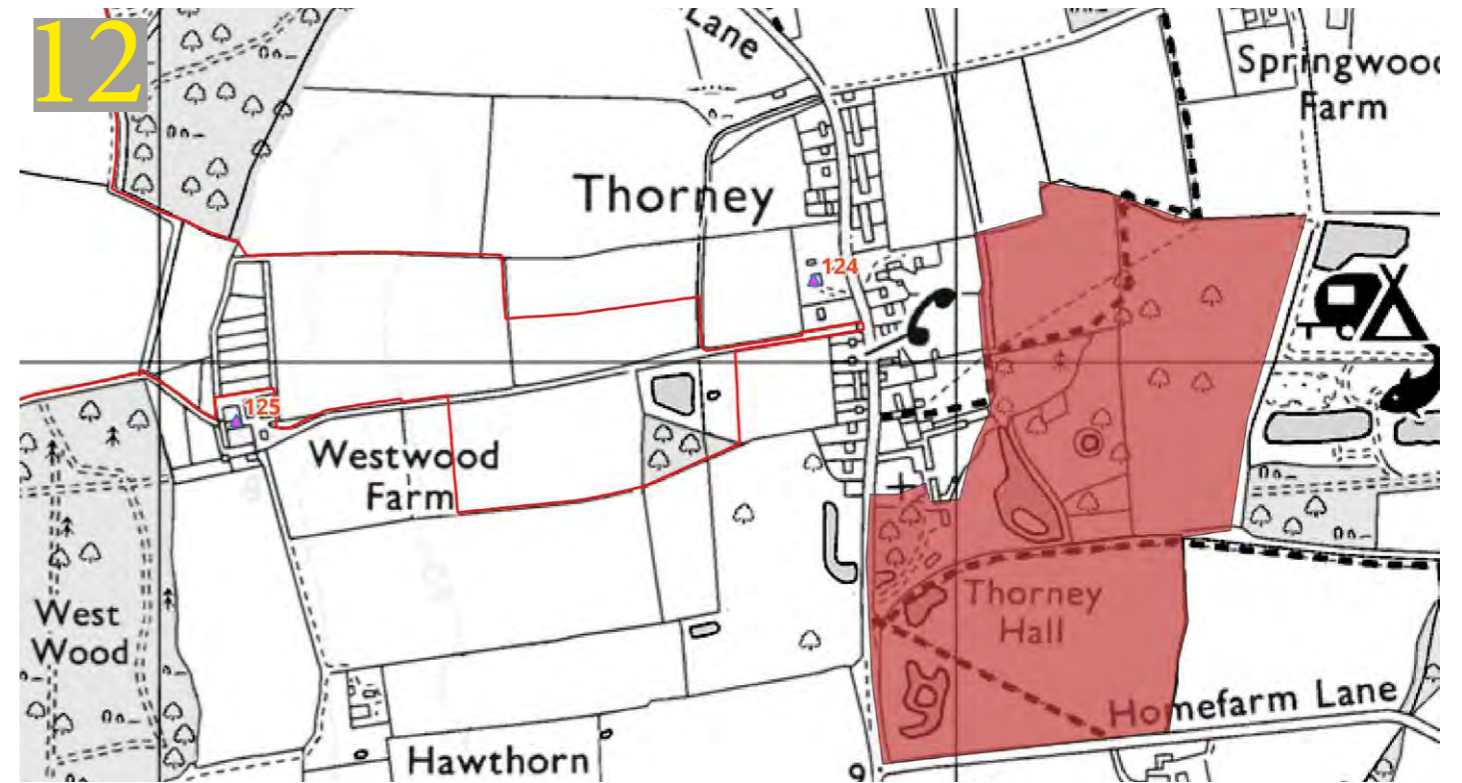 12
Lane
Springwood
Farm
Thorney
124
125
Westwood
Farm
West
Wood
Thorney
Hall
Homefarm Lane
Hawthorn
9